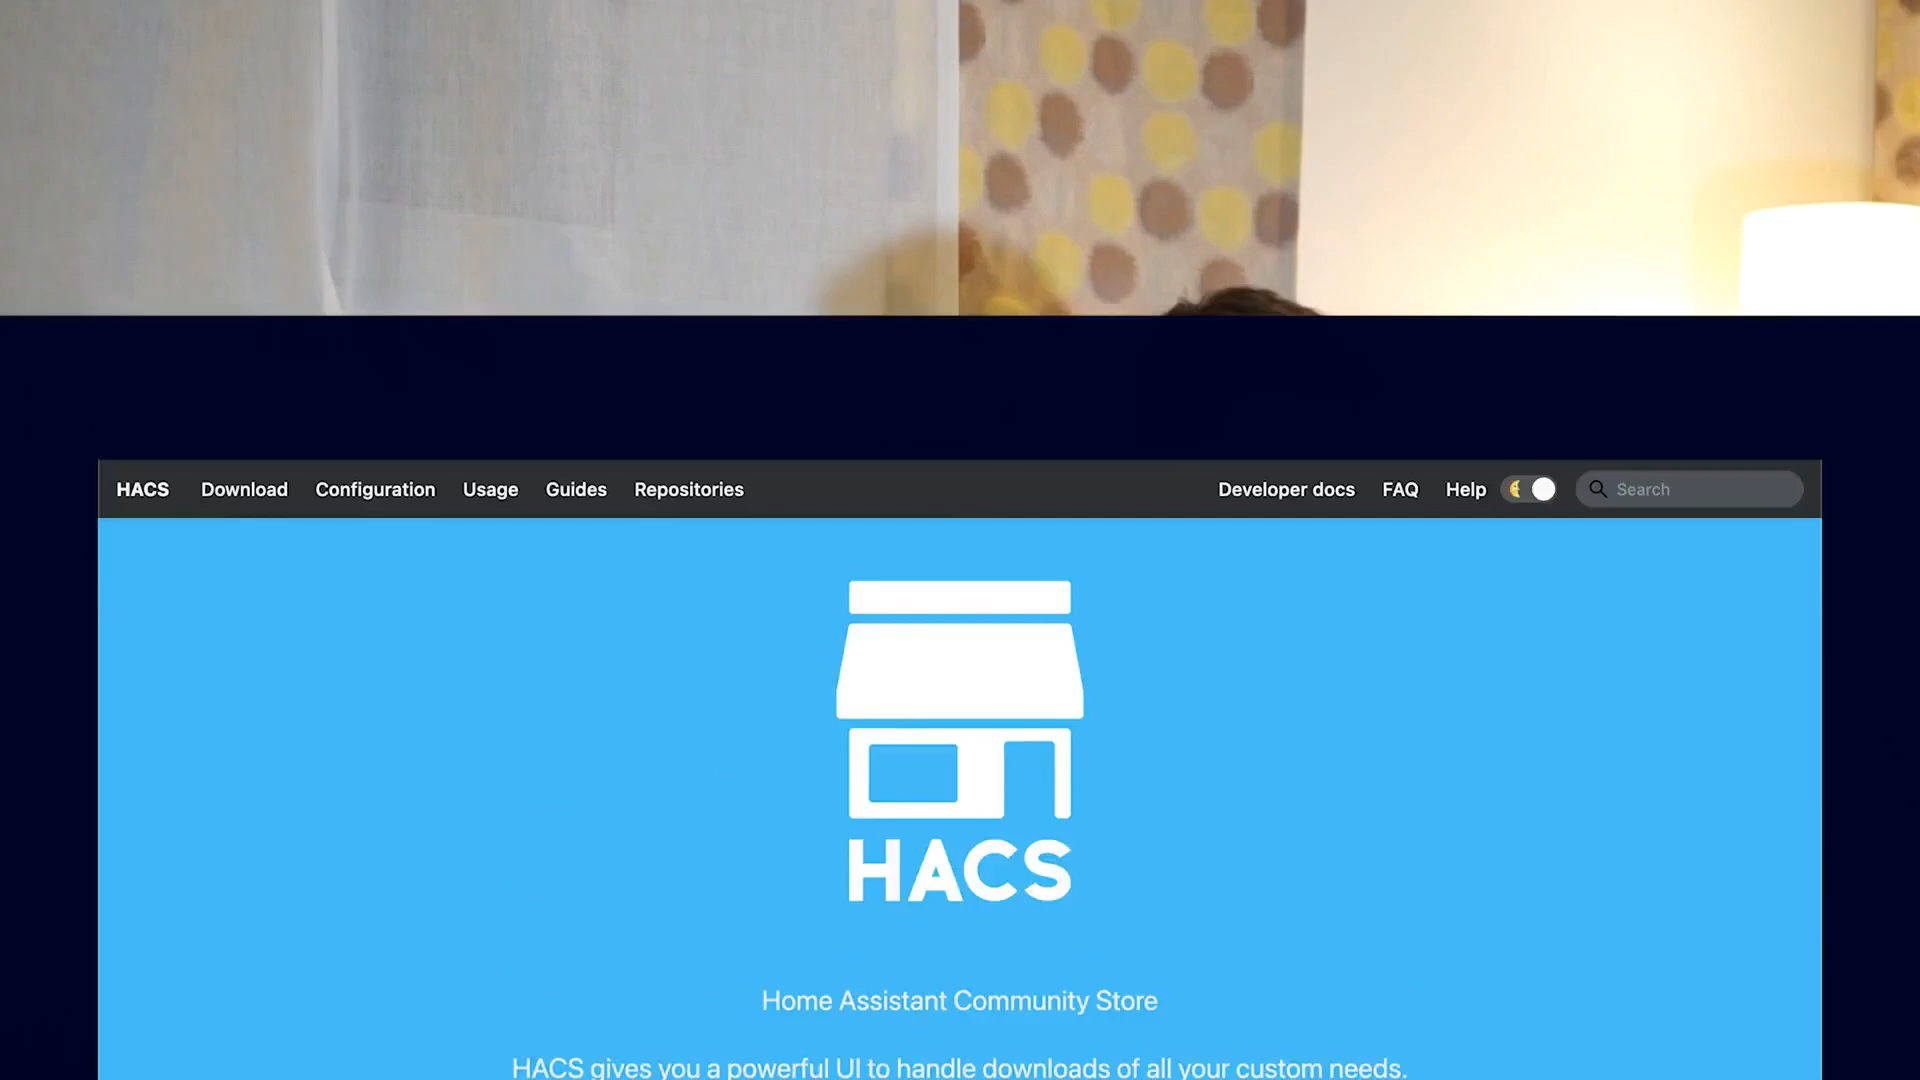 HACS Download Configuration Usage Guides Repositories Developer docs FAQ Help Search
HACS
Home Assistant Community Store
HACS gives you a powerful UI to handle downloads of all your custom needs.